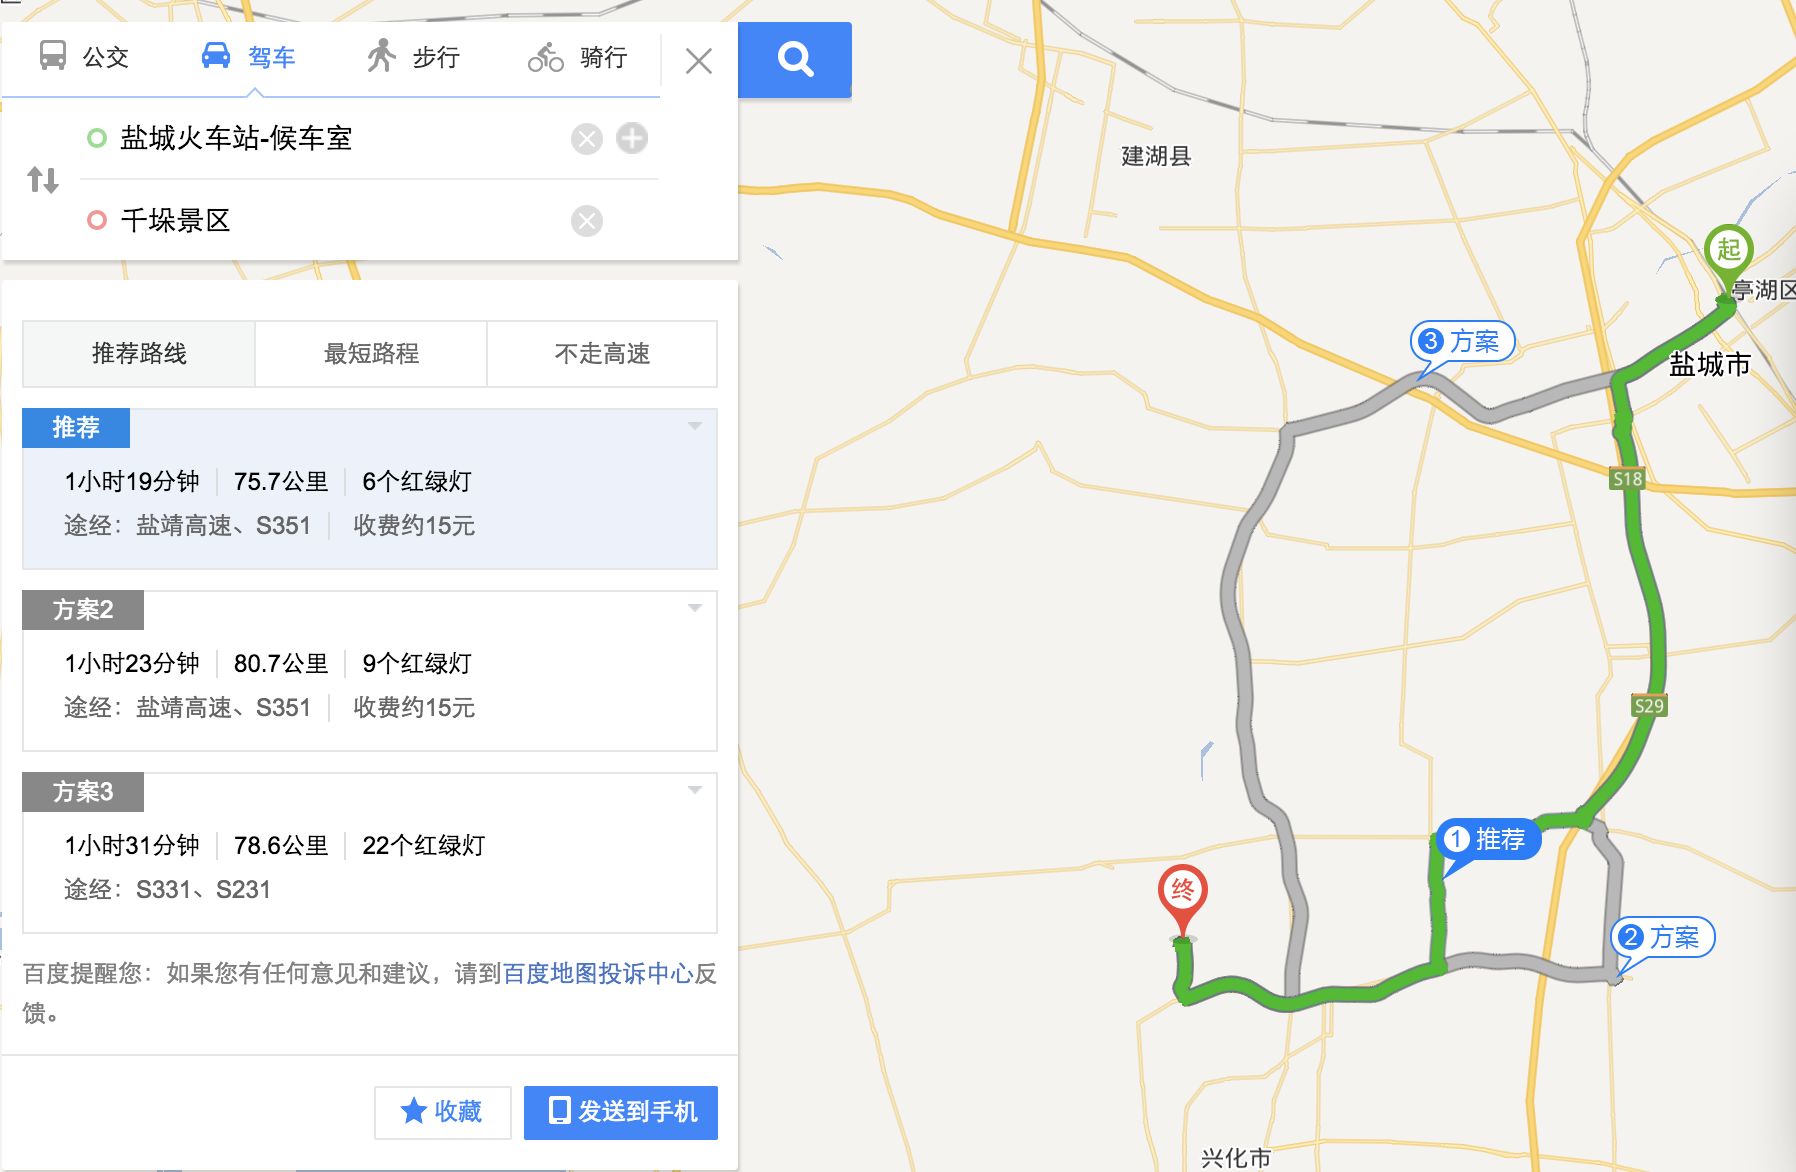 公交
驾车
步行
骑行
盐城火车站-候车室
千垛景区
推荐路线
最短路程
不走高速
推荐
1小时19分钟 75.7公里 6个红绿灯
途经：盐靖高速、S351 收费约15元
方案2
1小时23分钟 80.7公里 9个红绿灯
途经：盐靖高速、S351 收费约15元
方案3
1小时31分钟 78.6公里 22个红绿灯
途经：S331、S231
百度提醒您：如果您有任何意见和建议，请到百度地图投诉中心反
馈。
收藏
发送到手机
建湖县
起
亭湖区
3 方案
盐城市
S18
S29
1 推荐
终
2 方案
兴化市